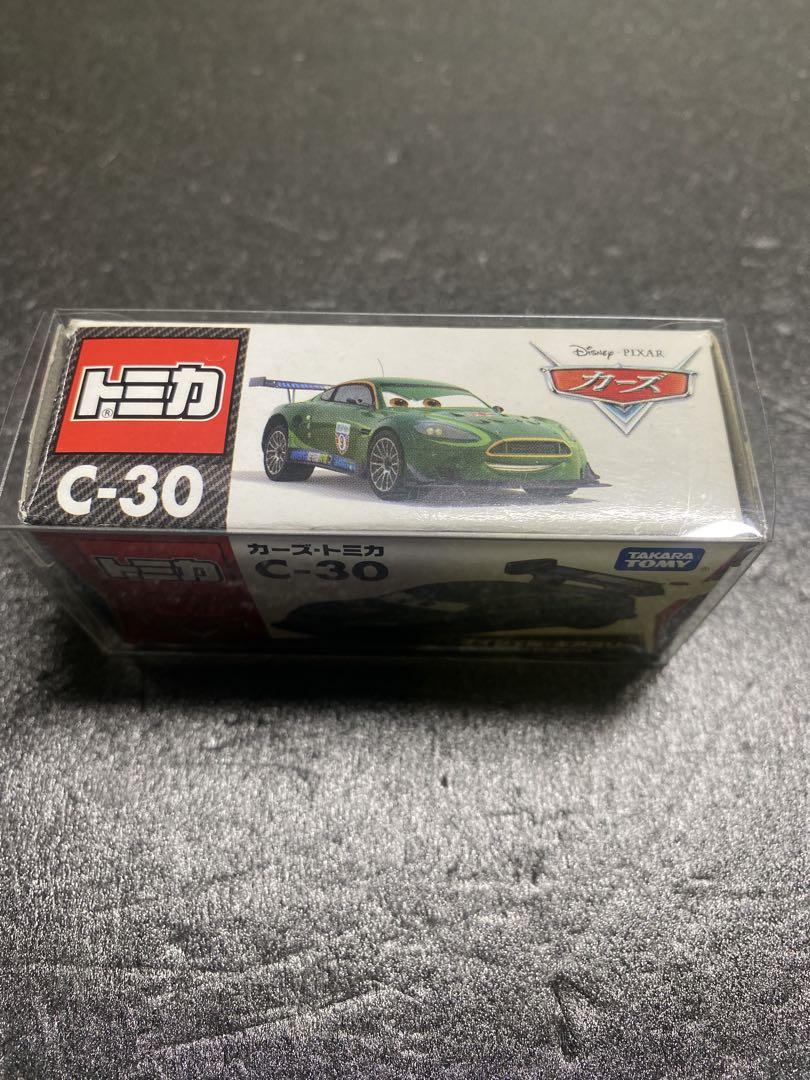 トミカ
®
C-30
Disney · PIXAR
カーズ
9
カーズ・トミカ
C-30
トミカ
TAKARA
TOMY®